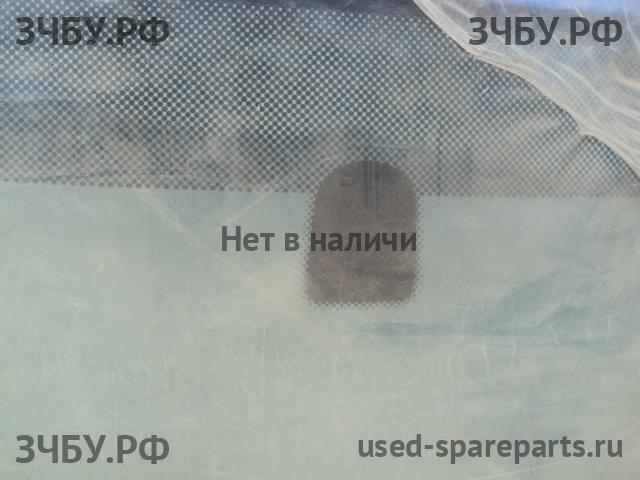 ЗЧБУ.РФ ЗЧБУ.РФ
Нет в наличи
ЗЧБУ.РФ used-spareparts.ru